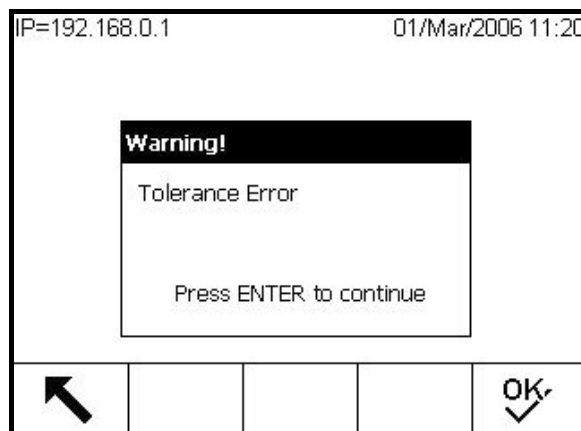 IP=192.168.0.1 01/Mar/2006 11:20
Warning!
Tolerance Error
Press ENTER to continue
OK